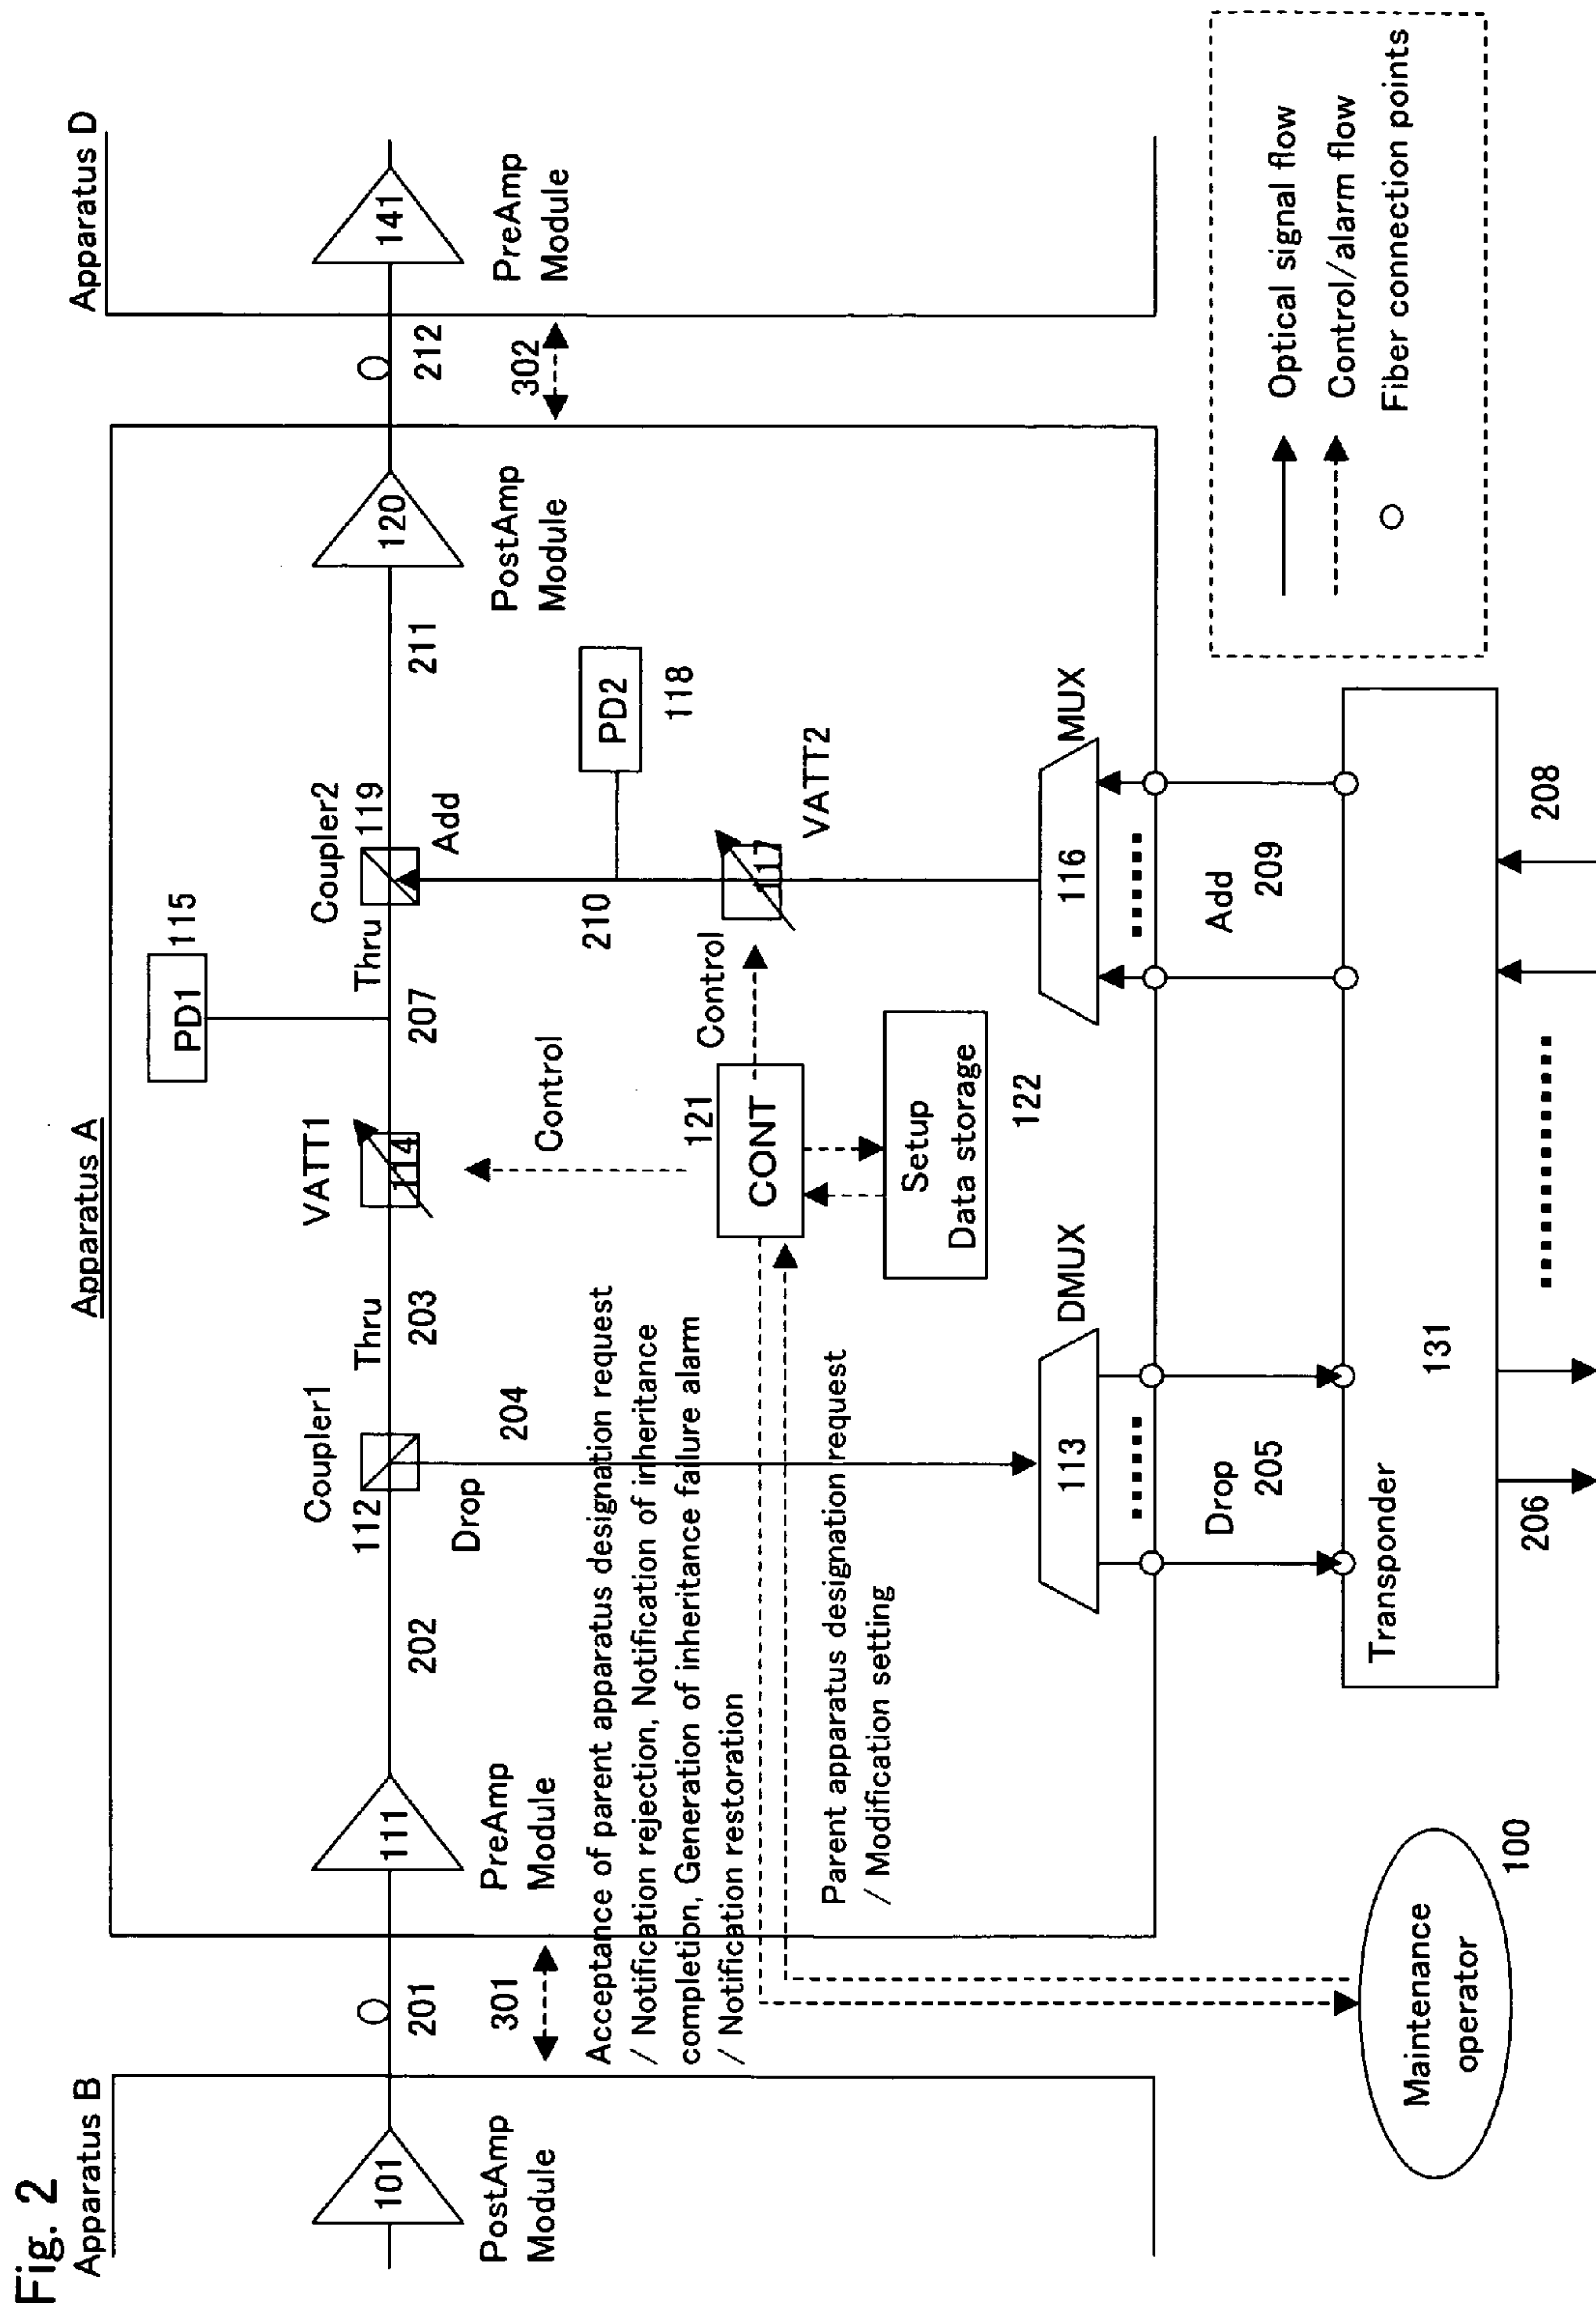 Fig. 2
Apparatus B
Apparatus A
Apparatus D
101
PostAmp
Module
201
301
111
PreAmp
Module
202
Coupler1
112
Drop
204
Thru
203
VATT1
114
PD1
115
207
Thru
Coupler2
119
Add
211
120
PostAmp
Module
212
302
141
PreAmp
Module
Control
Control
210
PD2
118
VATT2
117
121
CONT
Setup
Data storage
122
Acceptance of parent apparatus designation request
/ Notification rejection, Notification of inheritance
completion, Generation of inheritance failure alarm
/ Notification restoration
Parent apparatus designation request
/ Modification setting
DMUX
113
MUX
116
Drop
205
Add
209
Transponder
131
206
208
Maintenance
operator
100
Optical signal flow
Control/alarm flow
Fiber connection points